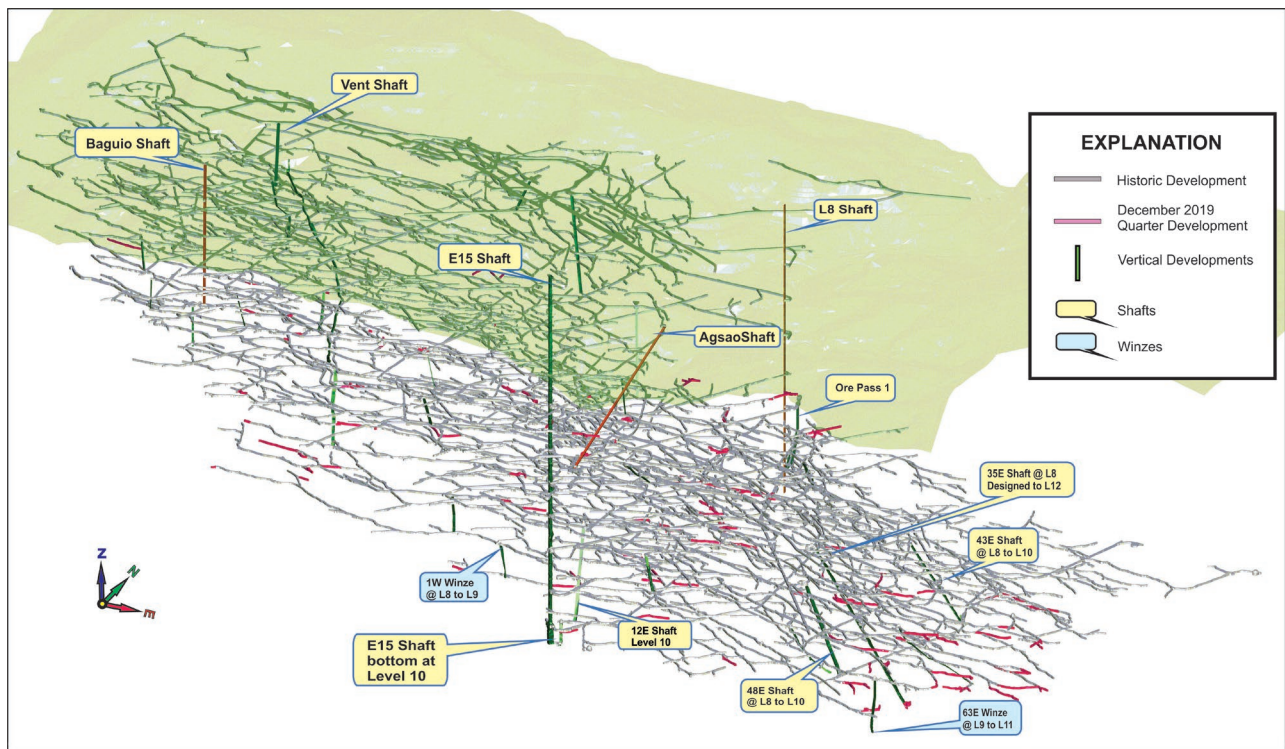 Vent Shaft
Baguio Shaft
L8 Shaft
E15 Shaft
AgsaoShaft
Ore Pass 1
35E Shaft @ L8
Designed to L12
43E Shaft
@ L8 to L10
1W Winze
@ L8 to L9
12E Shaft
Level 10
E15 Shaft
bottom at
Level 10
48E Shaft
@ L8 to L10
63E Winze
@ L9 to L11
Z
N
E
EXPLANATION
Historic Development
December 2019
Quarter Development
Vertical Developments
Shafts
Winzes